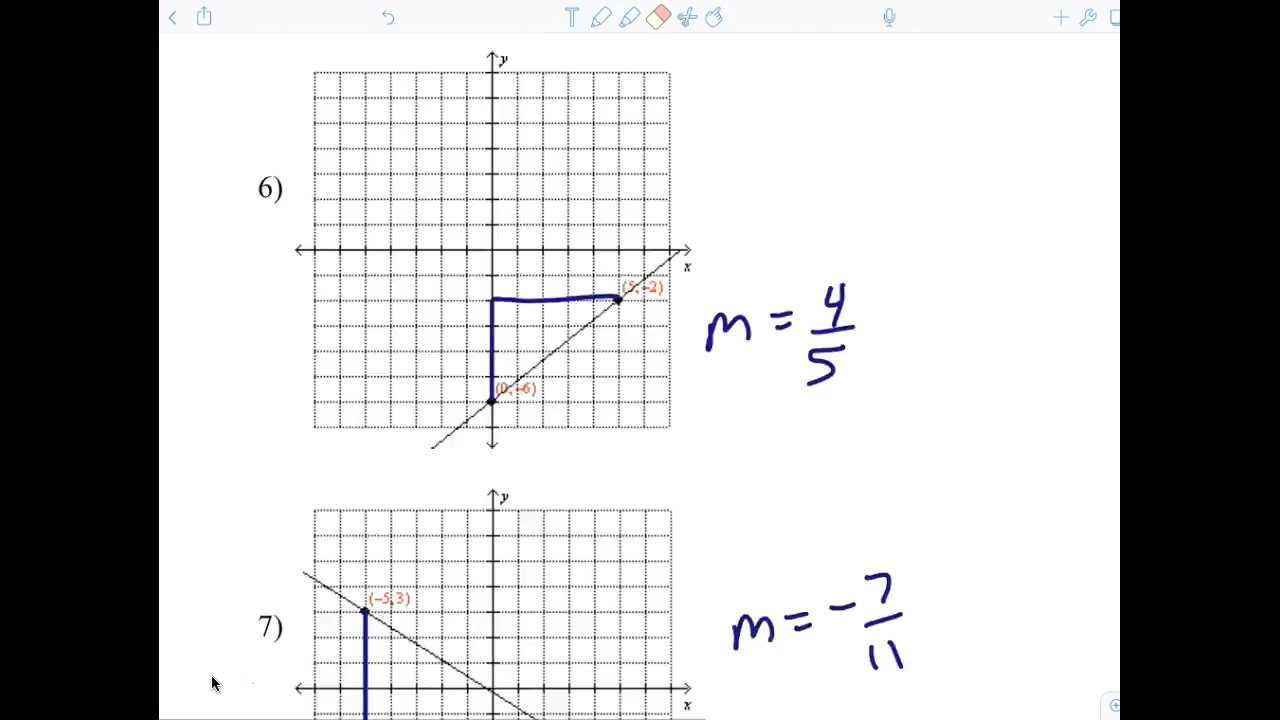 T
y
6)
x
(5,-2)
m = 4/5
(0,-6)
y
(-5,3)
7)
m = - 7/11
x